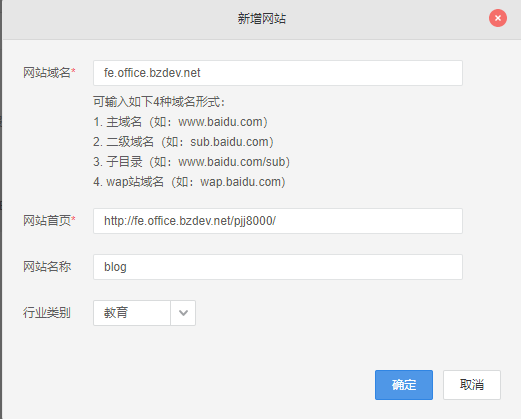 新增网站
网站域名* fe.office.bzdev.net
可输入如下4种域名形式：
1. 主域名（如：www.baidu.com）
2. 二级域名（如：sub.baidu.com）
3. 子目录（如：www.baidu.com/sub）
4. wap站域名（如：wap.baidu.com）
网站首页* http://fe.office.bzdev.net/pjj8000/
网站名称 blog
行业类别 教育
确定 取消